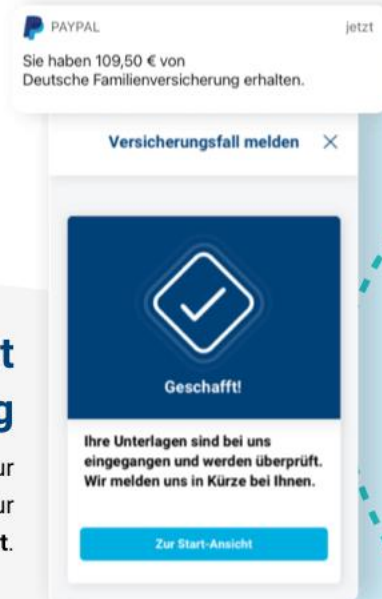 PAYPAL jetzt
Sie haben 109,50 € von
Deutsche Familienversicherung erhalten.
Versicherungsfall melden
Geschafft!
Ihre Unterlagen sind bei uns
eingegangen und werden überprüft.
Wir melden uns in Kürze bei Ihnen.
Zur Start-Ansicht